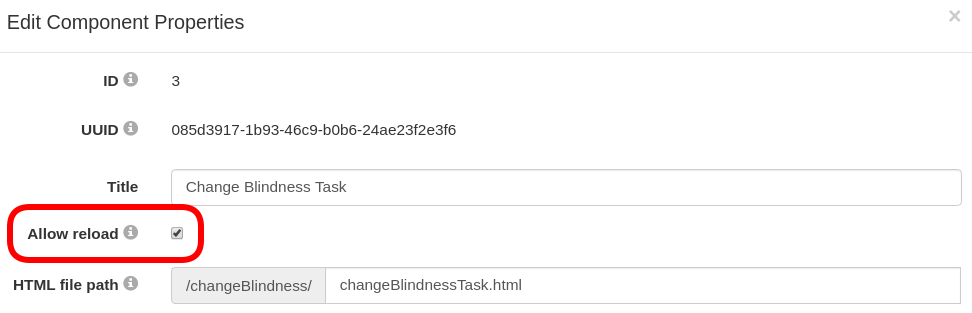 Edit Component Properties
×
ID
3
UUID
085d3917-1b93-46c9-b0b6-24ae23f2e3f6
Title
Change Blindness Task
Allow reload
HTML file path
/changeBlindness/
changeBlindnessTask.html